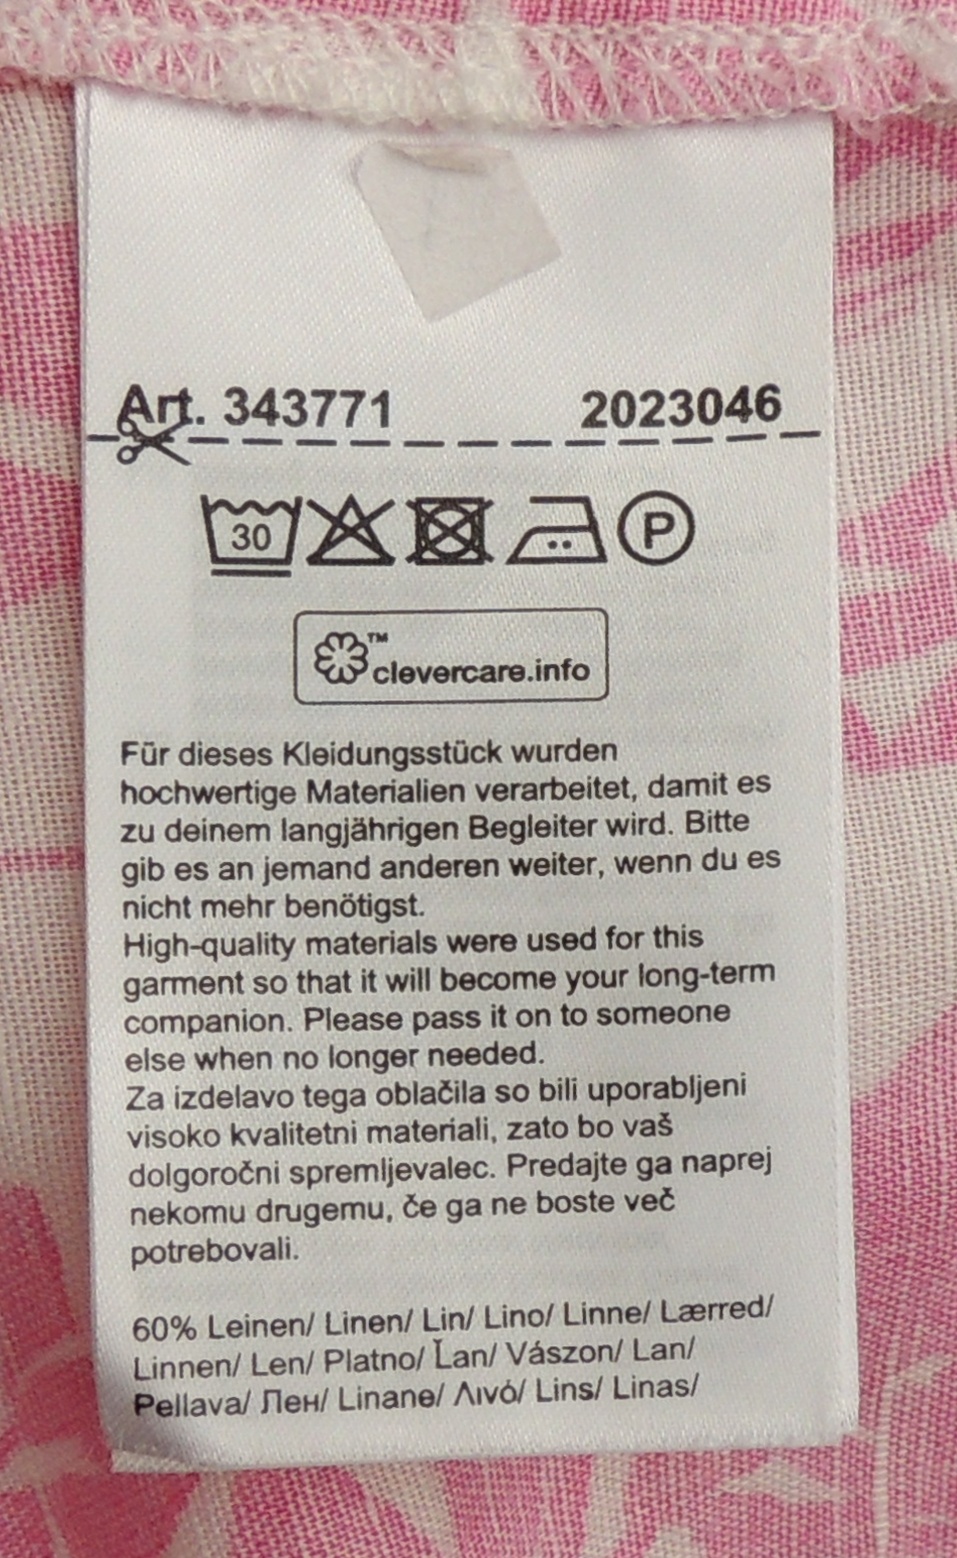 Art. 343771 2023046
30 P
™
clevercare.info
Für dieses Kleidungsstück wurden
hochwertige Materialien verarbeitet, damit es
zu deinem langjährigen Begleiter wird. Bitte
gib es an jemand anderen weiter, wenn du es
nicht mehr benötigst.
High-quality materials were used for this
garment so that it will become your long-term
companion. Please pass it on to someone
else when no longer needed.
Za izdelavo tega oblačila so bili uporabljeni
visoko kvalitetni materiali, zato bo vaš
dolgoročni spremljevalec. Predajte ga naprej
nekomu drugemu, če ga ne boste več
potrebovali.
60% Leinen/ Linen/ Lin/ Lino/ Linne/ Lærred/
Linnen/ Len/ Platno/ Ľan/ Vászon/ Lan/
Pellava/ Лен/ Linane/ Λινό/ Lins/ Linas/